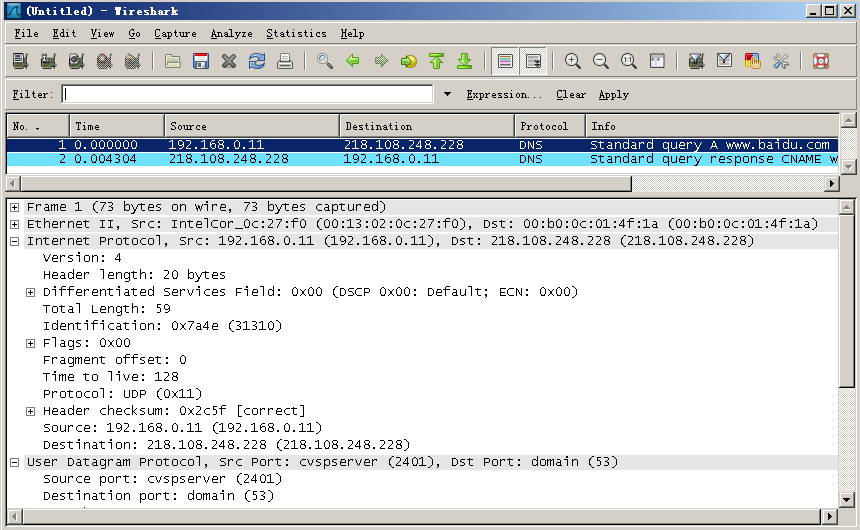 (Untitled) - Wireshark
File Edit View Go Capture Analyze Statistics Help
Filter: Expression... Clear Apply
No. . Time Source Destination Protocol Info
1 0.000000 192.168.0.11 218.108.248.228 DNS Standard query A www.baidu.com
2 0.004304 218.108.248.228 192.168.0.11 DNS Standard query response CNAME w
Frame 1 (73 bytes on wire, 73 bytes captured)
Ethernet II, Src: IntelCor_0c:27:f0 (00:13:02:0c:27:f0), Dst: 00:b0:0c:01:4f:1a (00:b0:0c:01:4f:1a)
Internet Protocol, Src: 192.168.0.11 (192.168.0.11), Dst: 218.108.248.228 (218.108.248.228)
Version: 4
Header length: 20 bytes
Differentiated Services Field: 0x00 (DSCP 0x00: Default; ECN: 0x00)
Total Length: 59
Identification: 0x7a4e (31310)
Flags: 0x00
Fragment offset: 0
Time to live: 128
Protocol: UDP (0x11)
Header checksum: 0x2c5f [correct]
Source: 192.168.0.11 (192.168.0.11)
Destination: 218.108.248.228 (218.108.248.228)
User Datagram Protocol, Src Port: cvspserver (2401), Dst Port: domain (53)
Source port: cvspserver (2401)
Destination port: domain (53)